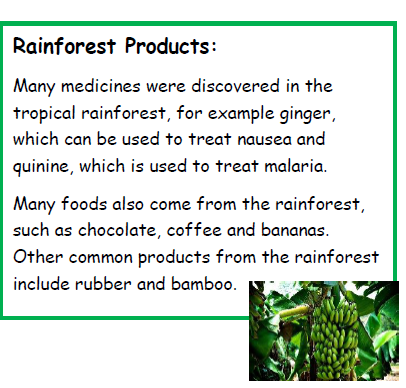 Rainforest Products:
Many medicines were discovered in the
tropical rainforest, for example ginger,
which can be used to treat nausea and
quinine, which is used to treat malaria.
Many foods also come from the rainforest,
such as chocolate, coffee and bananas.
Other common products from the rainforest
include rubber and bamboo.